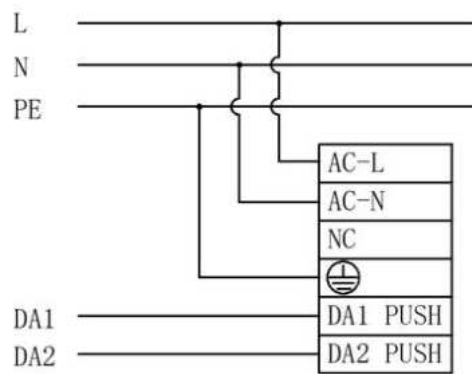 L
N
PE
AC-L
AC-N
NC
DA1 DA1 PUSH
DA2 DA2 PUSH